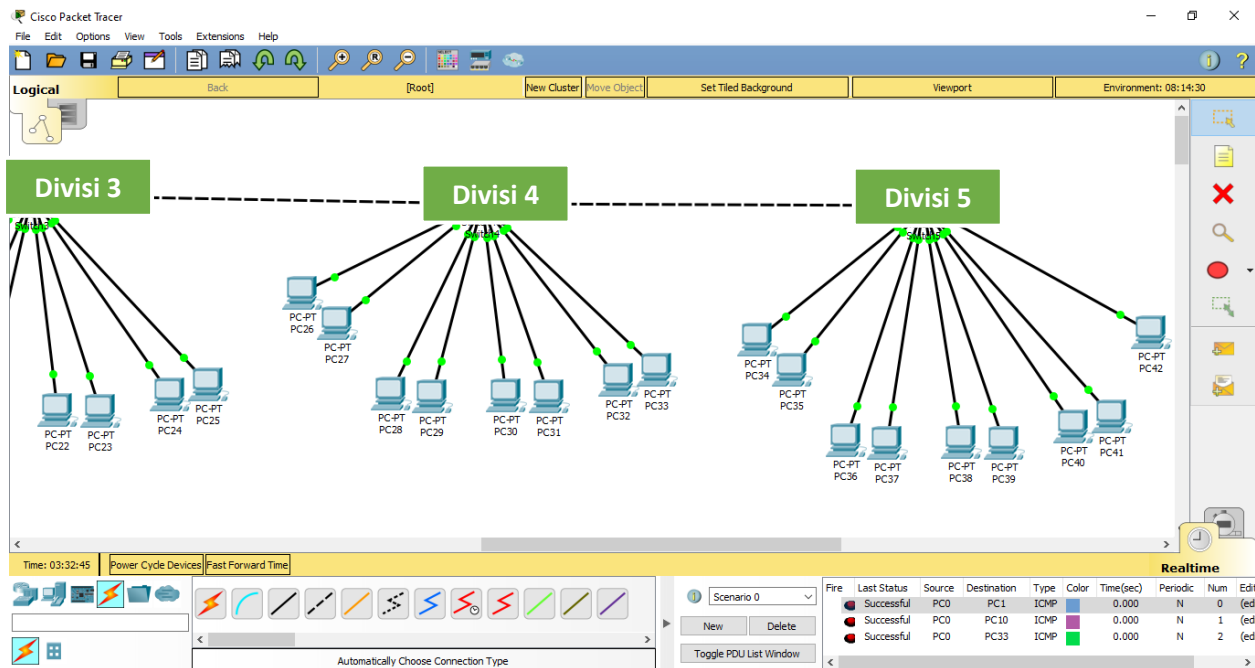 Cisco Packet Tracer
File Edit Options View Tools Extensions Help
Logical Back [Root] New Cluster Move Object Set Tiled Background Viewport Environment: 08:14:30
Divisi 3 Divisi 4 Divisi 5
Switch3 Switch4 Switch5
PC-PT
PC26
PC-PT
PC27
PC-PT
PC34
PC-PT
PC42
PC-PT
PC35
PC-PT
PC22
PC-PT
PC23
PC-PT
PC24
PC-PT
PC25
PC-PT
PC28
PC-PT
PC29
PC-PT
PC30
PC-PT
PC31
PC-PT
PC32
PC-PT
PC33
PC-PT
PC36
PC-PT
PC37
PC-PT
PC38
PC-PT
PC39
PC-PT
PC40
PC-PT
PC41
Time: 03:32:45 Power Cycle Devices Fast Forward Time
Realtime
Scenario 0
New Delete
Toggle PDU List Window
Automatically Choose Connection Type
Fire Last Status Source Destination Type Color Time(sec) Periodic Num Edit
Successful PC0 PC1 ICMP 0.000 N 0 (ed
Successful PC0 PC10 ICMP 0.000 N 1 (ed
Successful PC0 PC33 ICMP 0.000 N 2 (ed